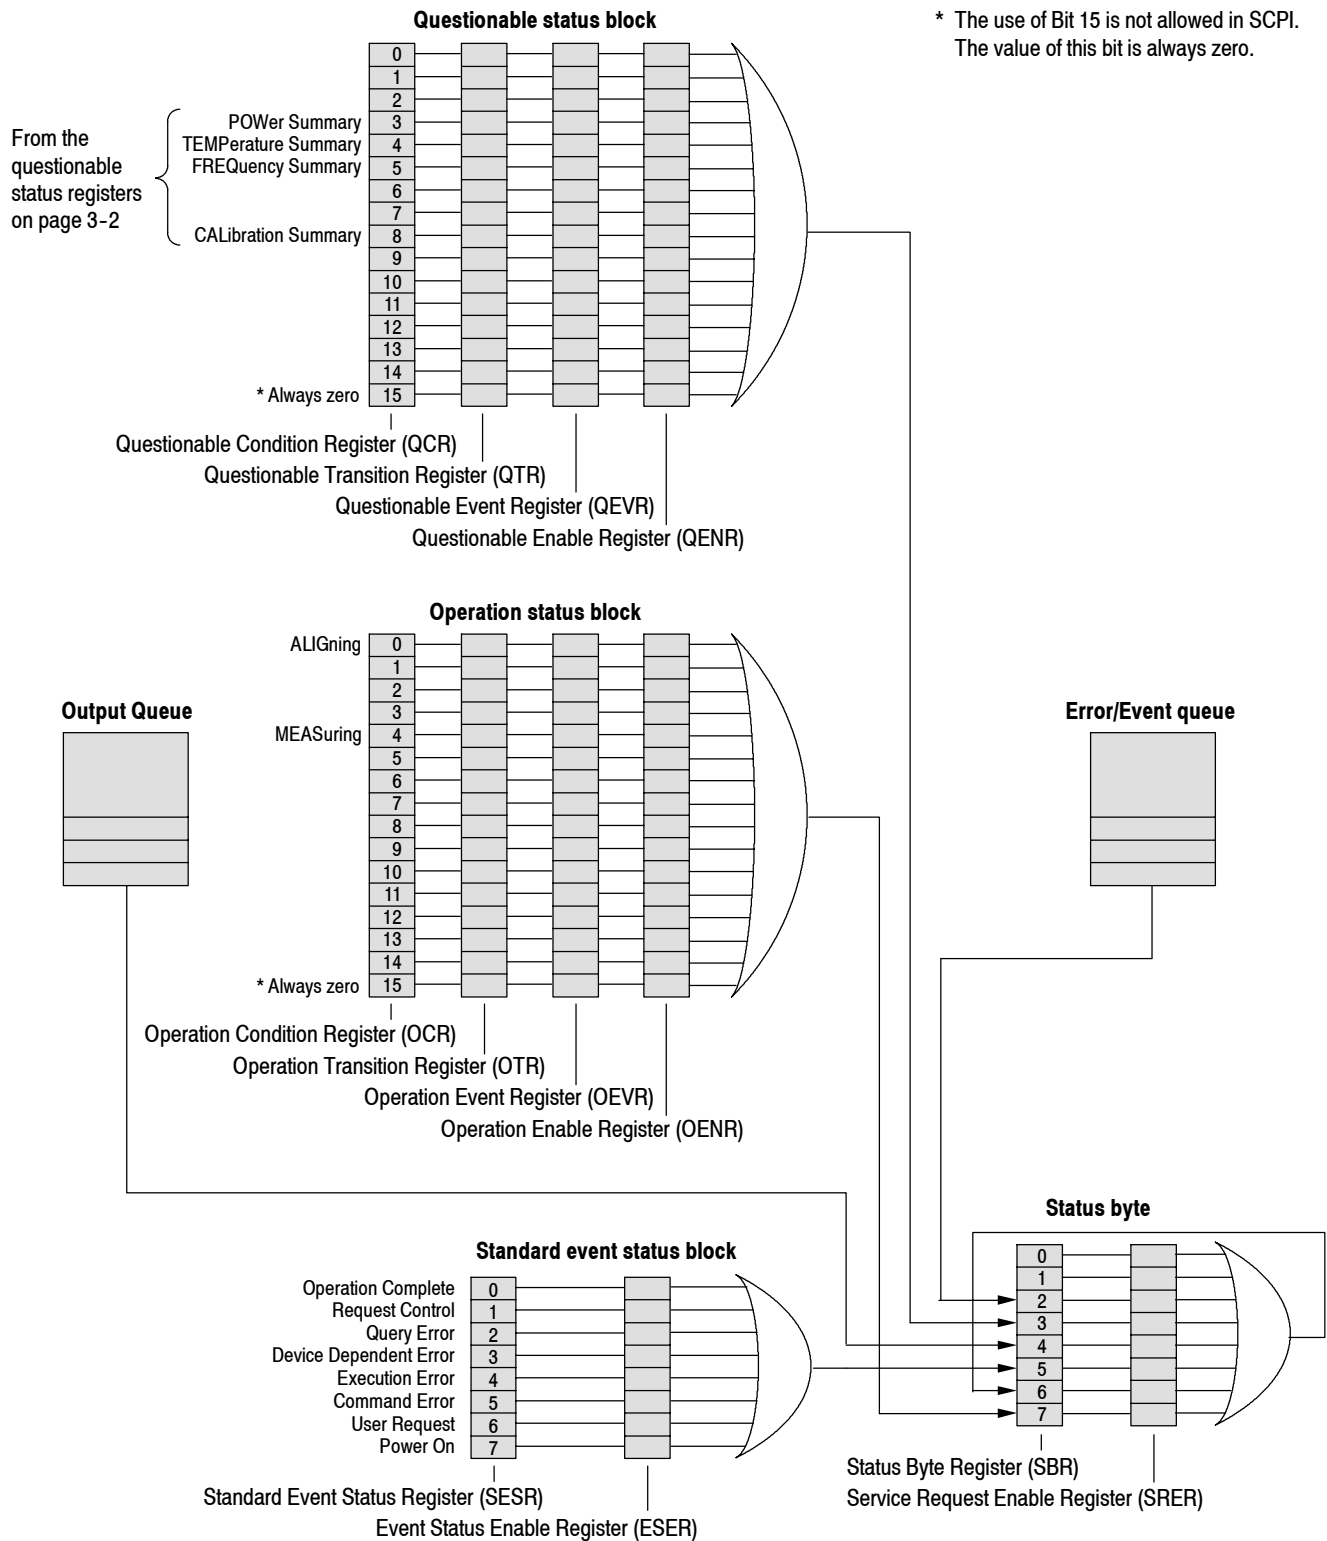 Questionable status block
* The use of Bit 15 is not allowed in SCPI.
The value of this bit is always zero.
0
1
2
POWer Summary 3
TEMPerature Summary 4
FREQuency Summary 5
6
7
CALibration Summary 8
9
10
11
12
13
14
* Always zero 15
From the
questionable
status registers
on page 3-2
Questionable Condition Register (QCR)
Questionable Transition Register (QTR)
Questionable Event Register (QEVR)
Questionable Enable Register (QENR)
Operation status block
ALIGning 0
1
2
3
MEASuring 4
5
6
7
8
9
10
11
12
13
14
* Always zero 15
Output Queue
Error/Event queue
Operation Condition Register (OCR)
Operation Transition Register (OTR)
Operation Event Register (OEVR)
Operation Enable Register (OENR)
Standard event status block
Operation Complete 0
Request Control 1
Query Error 2
Device Dependent Error 3
Execution Error 4
Command Error 5
User Request 6
Power On 7
Standard Event Status Register (SESR)
Event Status Enable Register (ESER)
Status byte
0
1
2
3
4
5
6
7
Status Byte Register (SBR)
Service Request Enable Register (SRER)